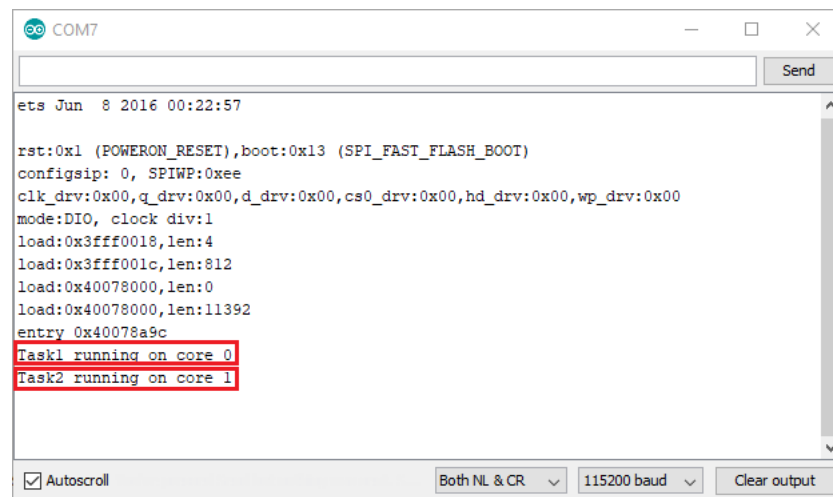 COM7
Send
ets Jun  8 2016 00:22:57
rst:0x1 (POWERON_RESET),boot:0x13 (SPI_FAST_FLASH_BOOT)
configsip: 0, SPIWP:0xee
clk_drv:0x00,q_drv:0x00,d_drv:0x00,cs0_drv:0x00,hd_drv:0x00,wp_drv:0x00
mode:DIO, clock div:1
load:0x3fff0018,len:4
load:0x3fff001c,len:812
load:0x40078000,len:0
load:0x40078000,len:11392
entry 0x40078a9c
Task1 running on core 0
Task2 running on core 1
Autoscroll Both NL & CR 115200 baud Clear output